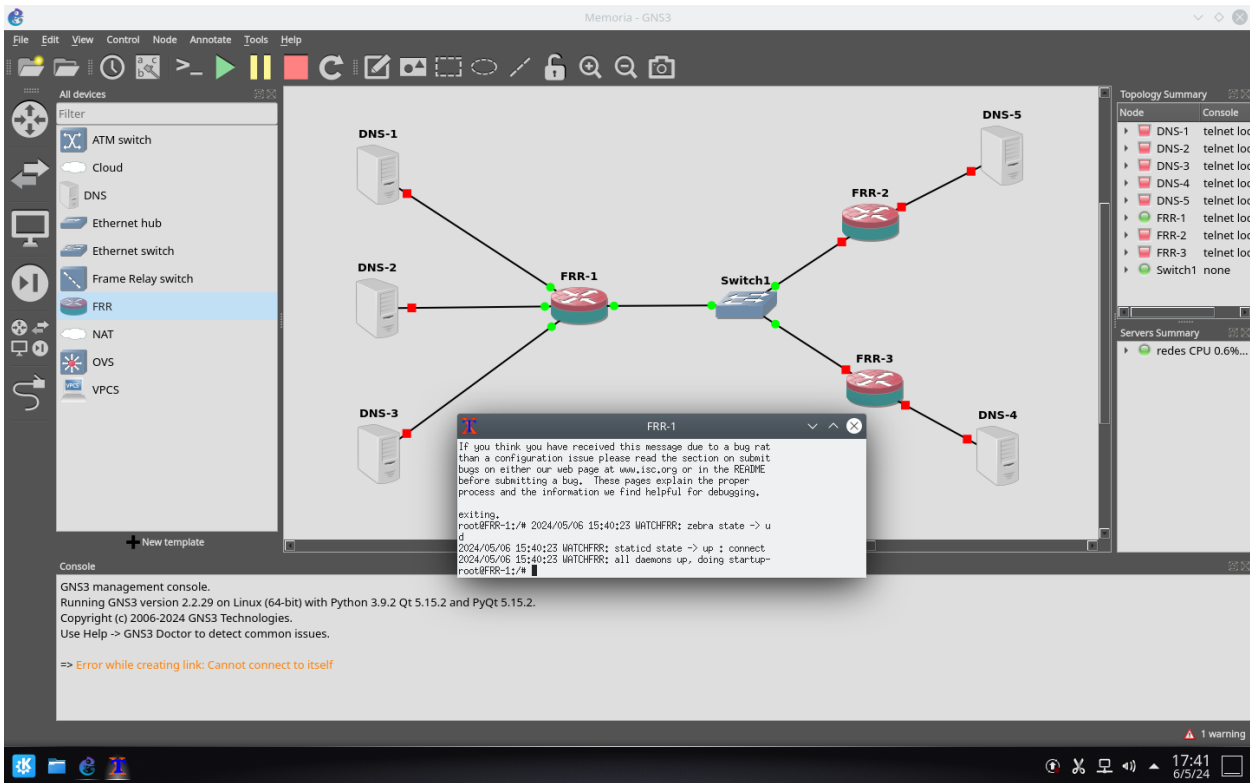 Memoria - GNS3
File Edit View Control Node Annotate Tools Help
All devices
Filter
ATM switch
Cloud
DNS
Ethernet hub
Ethernet switch
Frame Relay switch
FRR
NAT
OVS
VPCS
New template
DNS-1
DNS-2
DNS-3
FRR-1
Switch1
FRR-2
DNS-5
FRR-3
DNS-4
Topology Summary
Node Console
DNS-1 telnet loc
DNS-2 telnet loc
DNS-3 telnet loc
DNS-4 telnet loc
DNS-5 telnet loc
FRR-1 telnet loc
FRR-2 telnet loc
FRR-3 telnet loc
Switch1 none
Servers Summary
redes CPU 0.6%...
FRR-1
If you think you have received this message due to a bug rat
than a configuration issue please read the section on submit
bugs on either our web page at www.isc.org or in the README
before submitting a bug. These pages explain the proper
process and the information we find helpful for debugging.
exiting.
root@FRR-1:/# 2024/05/06 15:40:23 WATCHFRR: zebra state -> u
d
2024/05/06 15:40:23 WATCHFRR: staticd state -> up : connect
2024/05/06 15:40:23 WATCHFRR: all daemons up, doing startup-
root@FRR-1:/#
Console
GNS3 management console.
Running GNS3 version 2.2.29 on Linux (64-bit) with Python 3.9.2 Qt 5.15.2 and PyQt 5.15.2.
Copyright (c) 2006-2024 GNS3 Technologies.
Use Help -> GNS3 Doctor to detect common issues.
=> Error while creating link: Cannot connect to itself
1 warning
17:41
6/5/24